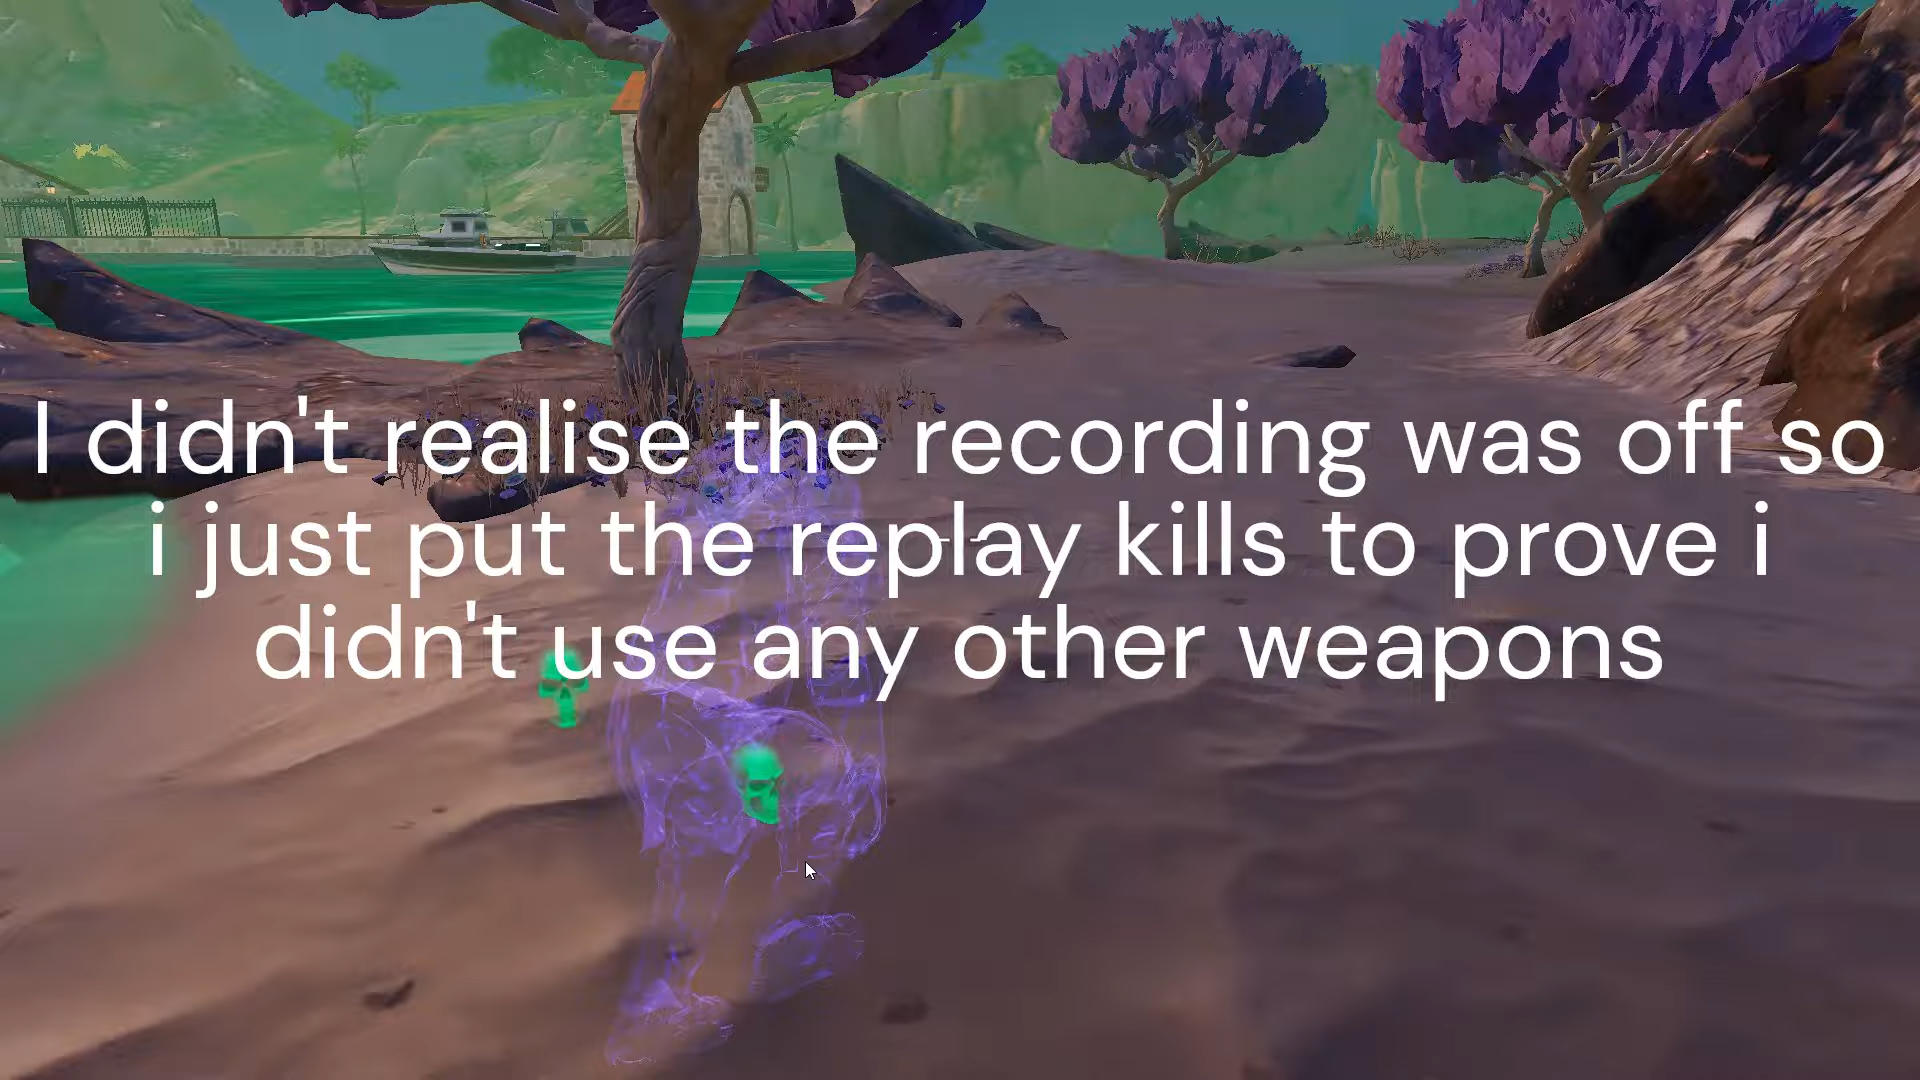 I didn't realise the recording was off so
i just put the replay kills to prove i
didn't use any other weapons